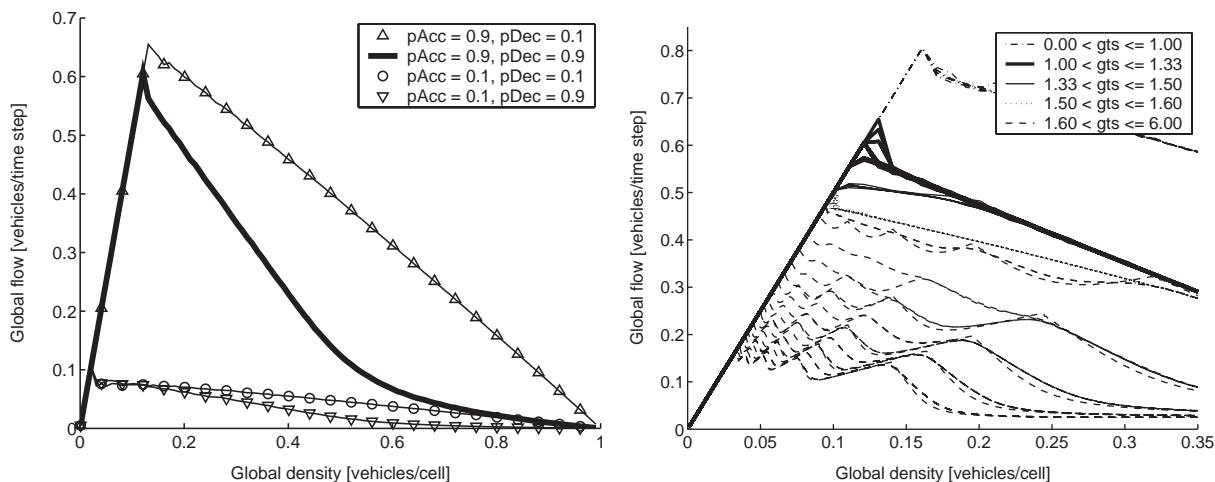 0.7
0.6
0.5
0.4
0.3
0.2
0.1
0
Global flow [vehicles/time step]
pAcc = 0.9, pDec = 0.1
pAcc = 0.9, pDec = 0.9
pAcc = 0.1, pDec = 0.1
pAcc = 0.1, pDec = 0.9
0 0.2 0.4 0.6 0.8 1
Global density [vehicles/cell]
0.8
0.7
0.6
0.5
0.4
0.3
0.2
0.1
0
Global flow [vehicles/time step]
0.00 < gts <= 1.00
1.00 < gts <= 1.33
1.33 < gts <= 1.50
1.50 < gts <= 1.60
1.60 < gts <= 6.00
0 0.05 0.1 0.15 0.2 0.25 0.3 0.35
Global density [vehicles/cell]